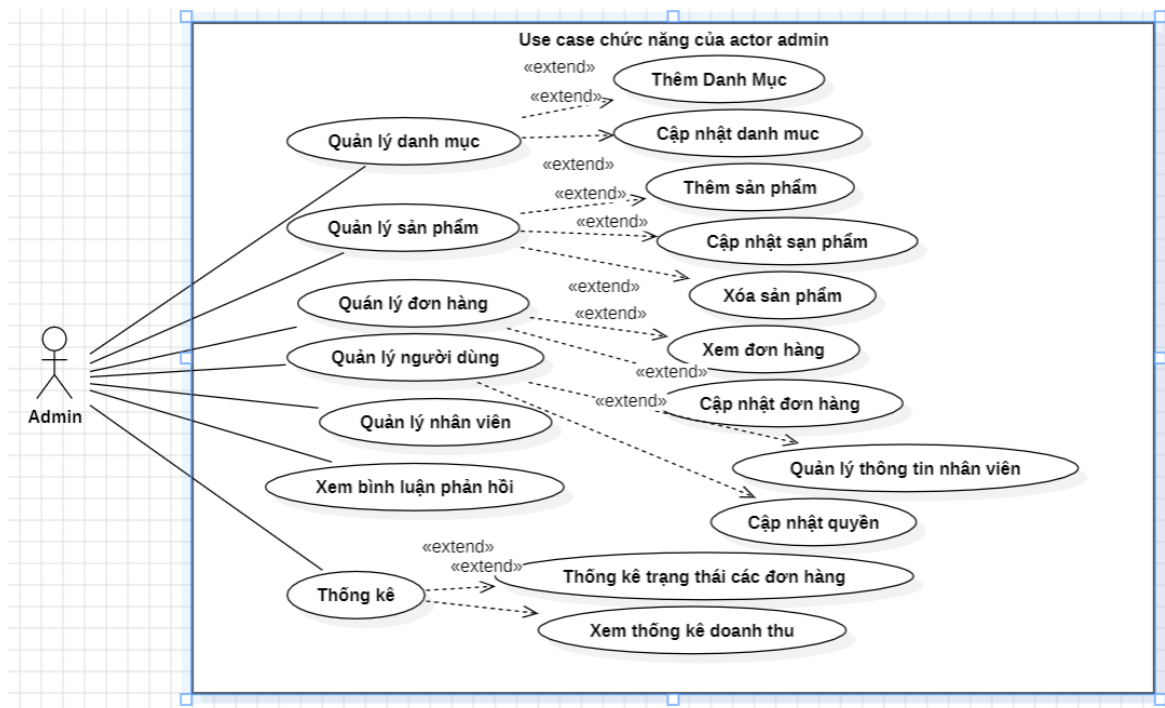 Use case chức năng của actor admin
«extend»
Thêm Danh Mục
«extend»
Cập nhật danh muc
Quản lý danh mục
«extend»
Thêm sản phẩm
«extend»
Quản lý sản phẩm
«extend»
Cập nhật sạn phẩm
Xóa sản phẩm
«extend»
Quán lý đơn hàng
«extend»
Xem đơn hàng
Quản lý người dùng
«extend»
Cập nhật đơn hàng
«extend»
Admin
Quản lý nhân viên
Quản lý thông tin nhân viên
Xem bình luận phản hồi
Cập nhật quyền
«extend»
«extend»
Thống kê trạng thái các đơn hàng
Thống kê
Xem thống kê doanh thu